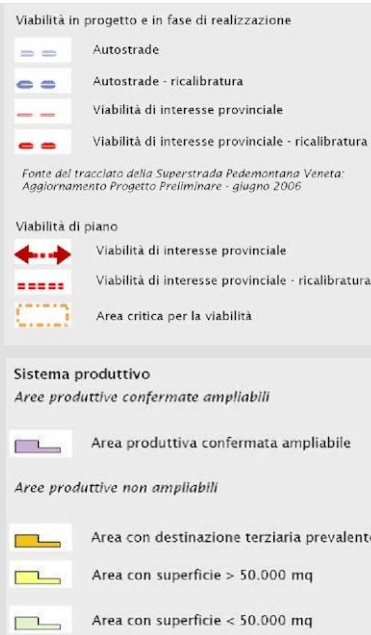 Viabilità in progetto e in fase di realizzazione
Autostrade
Autostrade - ricalibratura
Viabilità di interesse provinciale
Viabilità di interesse provinciale - ricalibratura
Fonte del tracciato della Superstrada Pedemontana Veneta:
Aggiornamento Progetto Preliminare - giugno 2006
Viabilità di piano
Viabilità di interesse provinciale
Viabilità di interesse provinciale - ricalibratura
Area critica per la viabilità
Sistema produttivo
Aree produttive confermate ampliabili
Area produttiva confermata ampliabile
Aree produttive non ampliabili
Area con destinazione terziaria prevalente
Area con superficie > 50.000 mq
Area con superficie < 50.000 mq